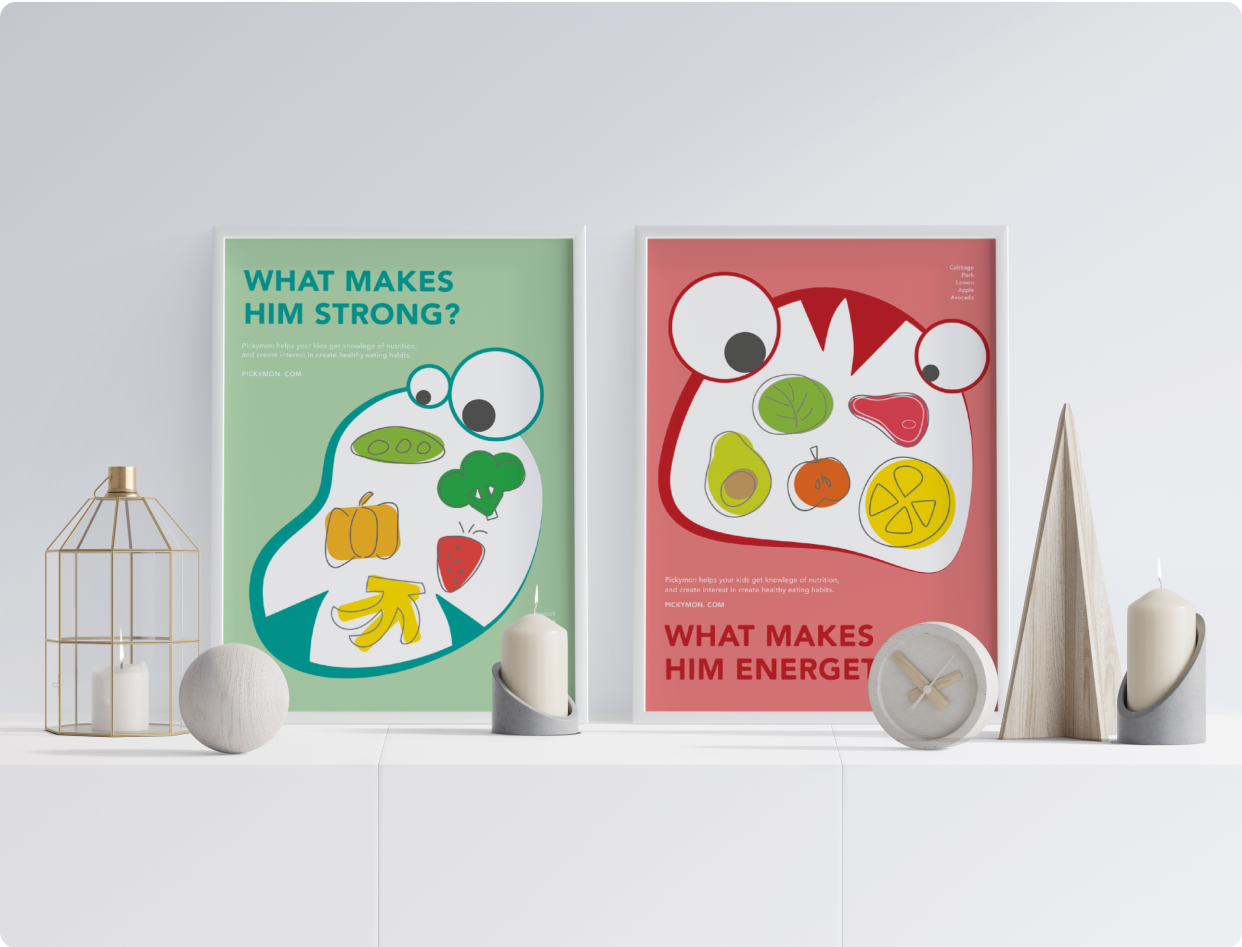 WHAT MAKES
HIM STRONG?
Pickymon helps your kids get knowlege of nutrition,
and create interest in create healthy eating habits.
PICKYMON. COM
Cabbage
Pork
Lemon
Apple
Avocado
Pickymon helps your kids get knowlege of nutrition,
and create interest in create healthy eating habits.
PICKYMON. COM
WHAT MAKES
HIM ENERGET